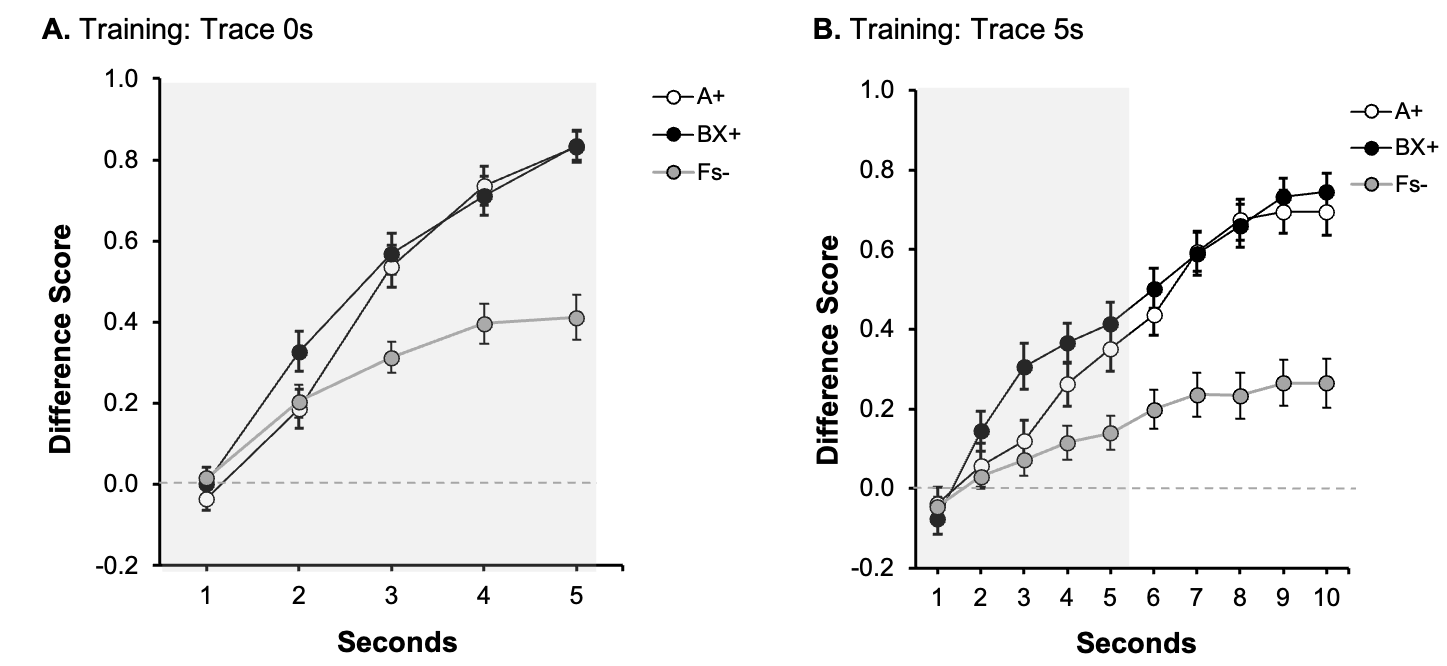 A. Training: Trace 0s
1.0
0.8
0.6
0.4
0.2
0.0
-0.2
Difference Score
1 2 3 4 5
Seconds
A+
BX+
Fs-
B. Training: Trace 5s
1.0
0.8
0.6
0.4
0.2
0.0
-0.2
Difference Score
1 2 3 4 5 6 7 8 9 10
Seconds
A+
BX+
Fs-